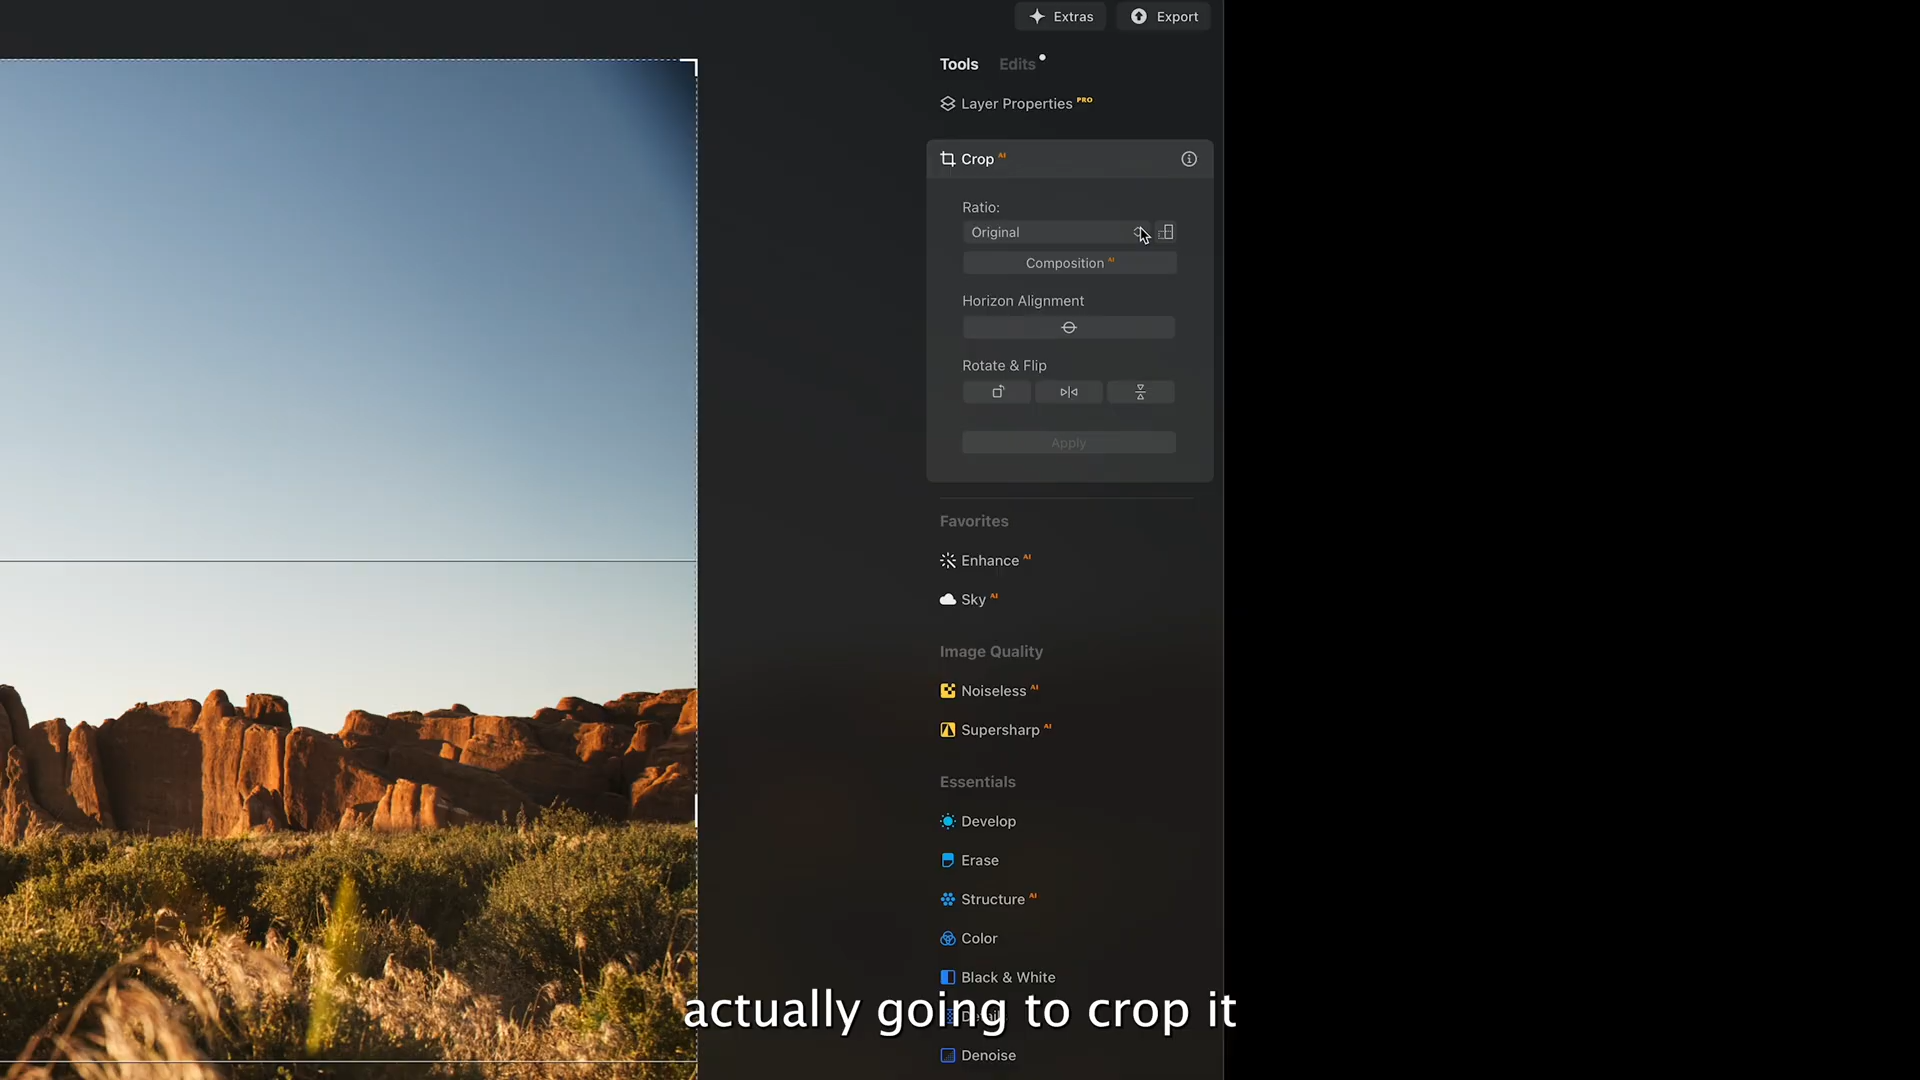 Extras
Export
Tools
Edits
Layer Properties PRO
Crop AI
Ratio:
Original
Composition AI
Horizon Alignment
Rotate & Flip
Apply
Favorites
Enhance AI
Sky AI
Image Quality
Noiseless AI
Supersharp AI
Essentials
Develop
Erase
Structure AI
Color
Black & White
actually going to crop it
Denoise